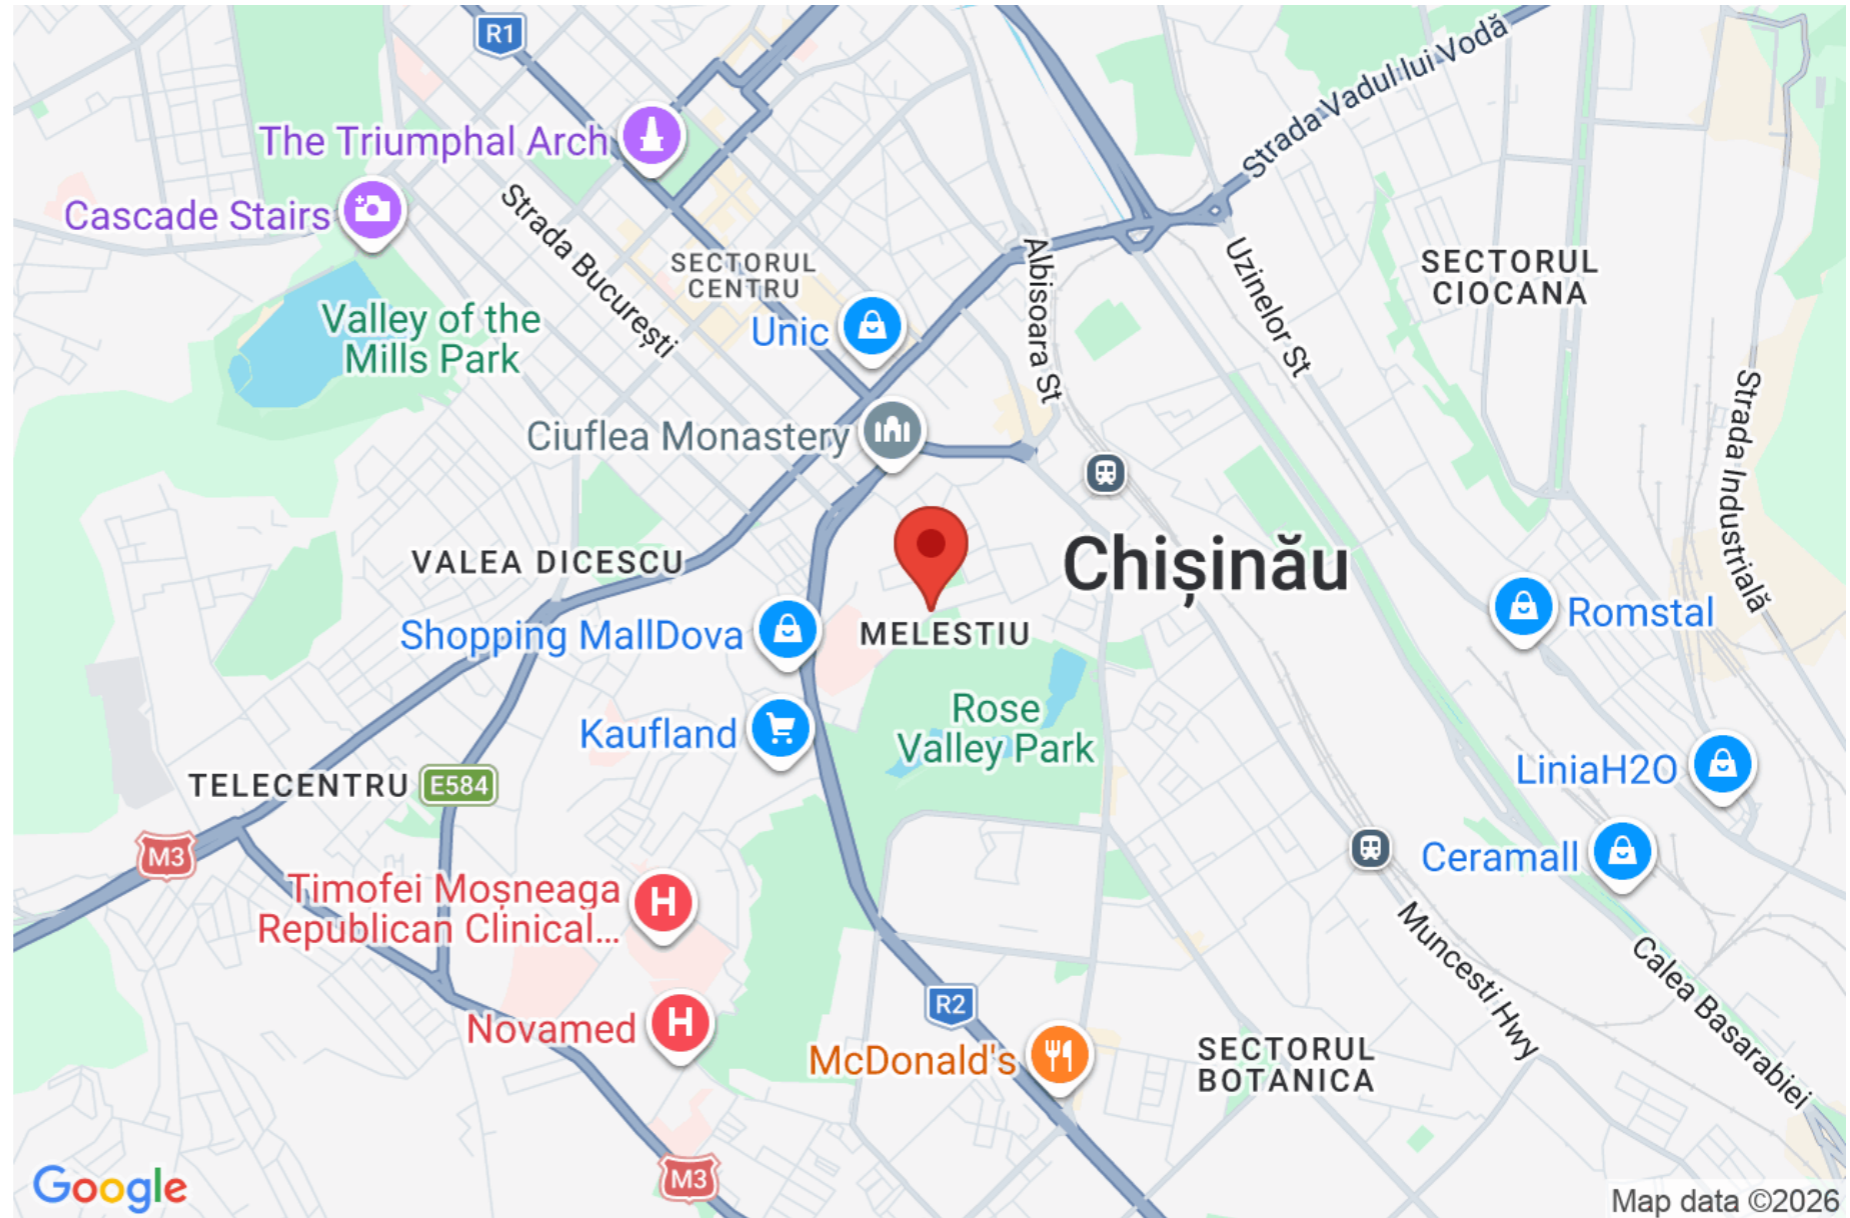 R1
Strada Vadul lui Vodă
The Triumphal Arch
Cascade Stairs
Strada București
SECTORUL
CENTRU
Albisoara St
Uzinelor St
SECTORUL
CIOCANA
Valley of the
Mills Park
Unic
Strada Industrială
Ciuflea Monastery
VALEA DICESCU
Chișinău
Romstal
Shopping MallDova
MELESTIU
Rose
Valley Park
Kaufland
LiniaH2O
TELECENTRU
E584
M3
Ceramall
Timofei Moșneaga
Republican Clinical...
Muncesti Hwy
Calea Basarabiei
R2
Novamed
McDonald's
SECTORUL
BOTANICA
M3
Google
Map data ©2026